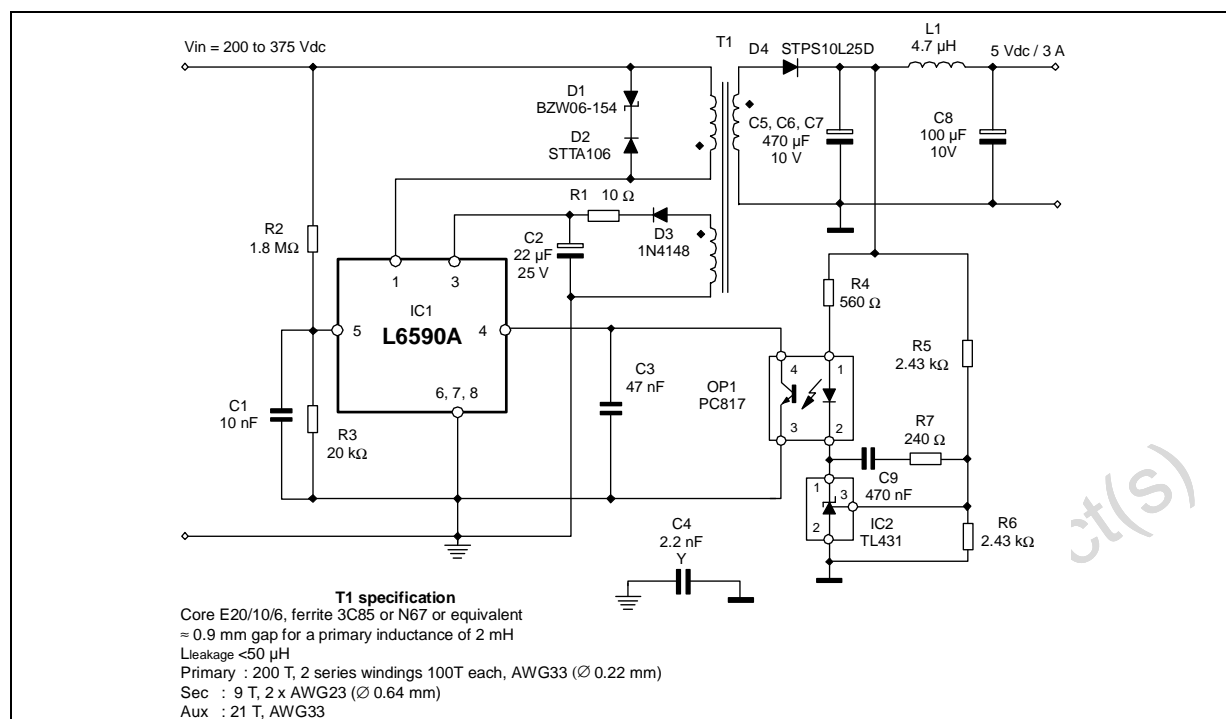 Vin = 200 to 375 Vdc
T1
D4 STPS10L25D
L1
4.7 µH
5 Vdc / 3 A
D1
BZW06-154
D2
STTA106
C5, C6, C7
470 µF
10 V
C8
100 µF
10V
R1 10 Ω
R2
1.8 MΩ
C2
22 µF
25 V
D3
1N4148
1
3
IC1
L6590A
5
4
6, 7, 8
R4
560 Ω
R5
2.43 kΩ
C3
47 nF
OP1
PC817
4
1
3
2
C1
10 nF
R3
20 kΩ
R7
240 Ω
C9
470 nF
1
3
2
IC2
TL431
R6
2.43 kΩ
C4
2.2 nF
Y
ct(s)
T1 specification
Core E20/10/6, ferrite 3C85 or N67 or equivalent
≈ 0.9 mm gap for a primary inductance of 2 mH
Lleakage <50 µH
Primary : 200 T, 2 series windings 100T each, AWG33 (∅ 0.22 mm)
Sec : 9 T, 2 x AWG23 (∅ 0.64 mm)
Aux : 21 T, AWG33